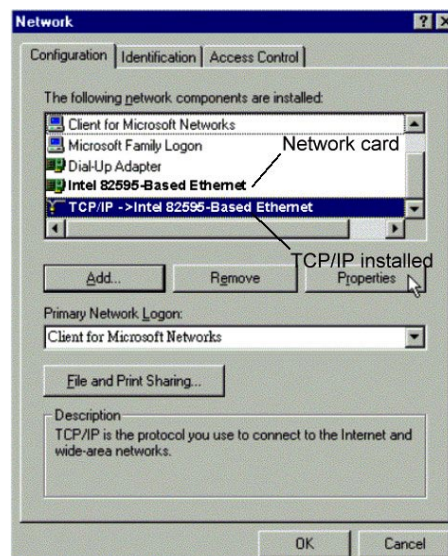 Network
Configuration Identification Access Control
The following network components are installed:
Client for Microsoft Networks
Microsoft Family Logon
Network card
Dial-Up Adapter
Intel 82595-Based Ethernet
TCP/IP ->Intel 82595-Based Ethernet
TCP/IP installed
Add... Remove Properties
Primary Network Logon:
Client for Microsoft Networks
File and Print Sharing...
Description
TCP/IP is the protocol you use to connect to the Internet and
wide-area networks.
OK Cancel